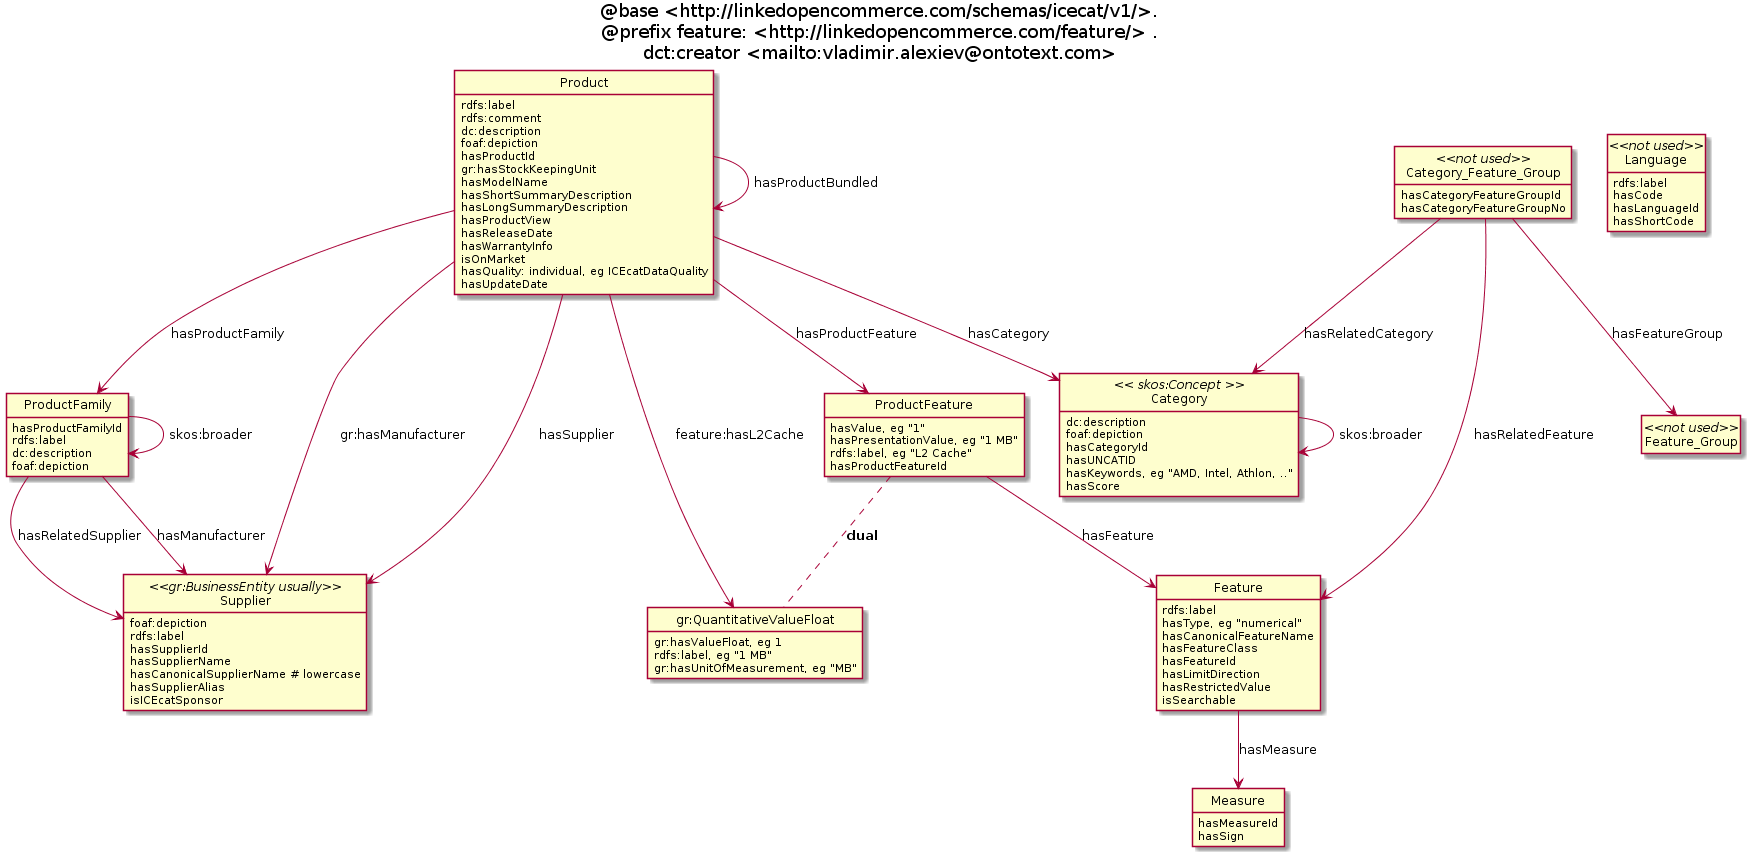 @base <http://linkedopencommerce.com/schemas/icecat/v1/>.
@prefix feature: <http://linkedopencommerce.com/feature/> .
dct:creator <mailto:vladimir.alexiev@ontotext.com>
Product
rdfs:label
rdfs:comment
dc:description
foaf:depiction
hasProductId
gr:hasStockKeepingUnit
hasModelName
hasShortSummaryDescription
hasLongSummaryDescription
hasProductView
hasReleaseDate
hasWarrantyInfo
isOnMarket
hasQuality: individual, eg ICEcatDataQuality
hasUpdateDate
hasProductBundled
<<not used>>
Category_Feature_Group
hasCategoryFeatureGroupId
hasCategoryFeatureGroupNo
<<not used>>
Language
rdfs:label
hasCode
hasLanguageId
hasShortCode
hasProductFamily
hasProductFeature
hasCategory
hasRelatedCategory
hasFeatureGroup
ProductFamily
hasProductFamilyId
rdfs:label
dc:description
foaf:depiction
skos:broader
gr:hasManufacturer
hasSupplier
feature:hasL2Cache
ProductFeature
hasValue, eg "1"
hasPresentationValue, eg "1 MB"
rdfs:label, eg "L2 Cache"
hasProductFeatureId
<< skos:Concept >>
Category
dc:description
foaf:depiction
hasCategoryId
hasUNCATID
hasKeywords, eg "AMD, Intel, Athlon, .."
hasScore
skos:broader
hasRelatedFeature
<<not used>>
Feature_Group
hasRelatedSupplier
hasManufacturer
dual
hasFeature
<<gr:BusinessEntity usually>>
Supplier
foaf:depiction
rdfs:label
hasSupplierId
hasSupplierName
hasCanonicalSupplierName # lowercase
hasSupplierAlias
isICEcatSponsor
gr:QuantitativeValueFloat
gr:hasValueFloat, eg 1
rdfs:label, eg "1 MB"
gr:hasUnitOfMeasurement, eg "MB"
Feature
rdfs:label
hasType, eg "numerical"
hasCanonicalFeatureName
hasFeatureClass
hasFeatureId
hasLimitDirection
hasRestrictedValue
isSearchable
hasMeasure
Measure
hasMeasureId
hasSign